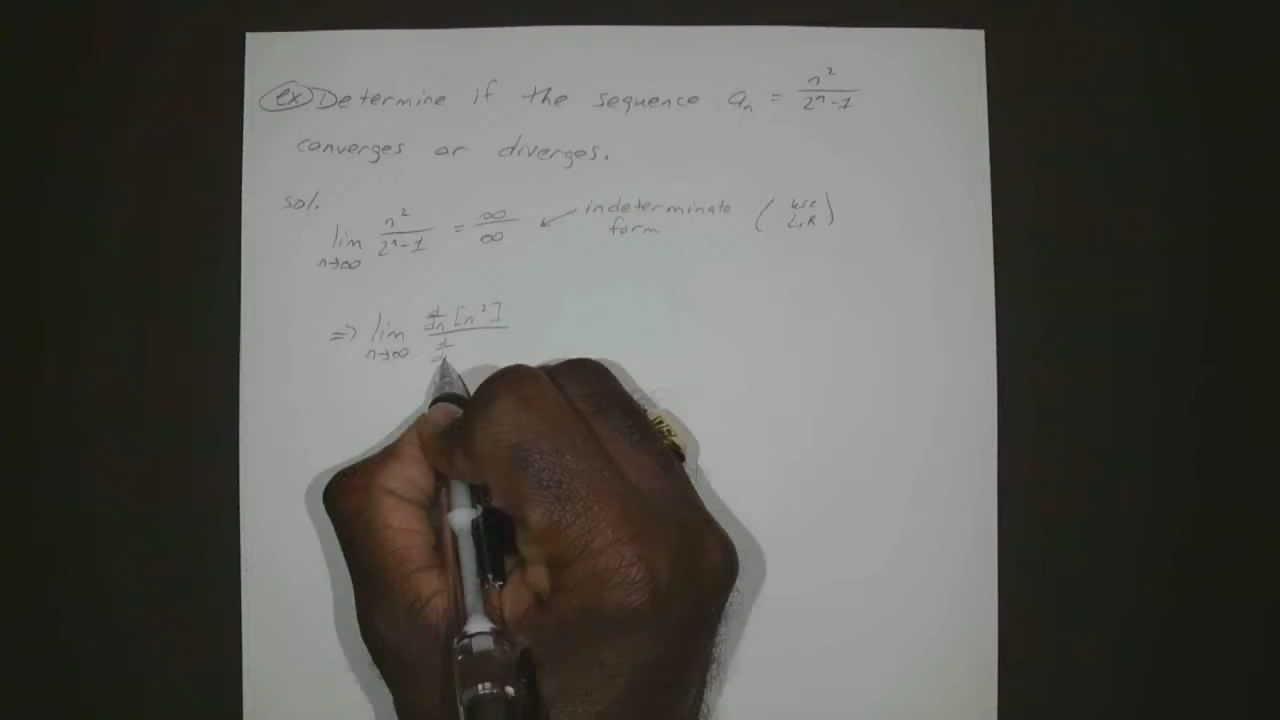 ex Determine if the sequence aₙ = n²/(2ⁿ-1)
converges or diverges.
sol.
lim n→∞ n²/(2ⁿ-1) = ∞/∞ ← indeterminate form (use L'R)
⇒ lim n→∞ d/dn [n²] / d